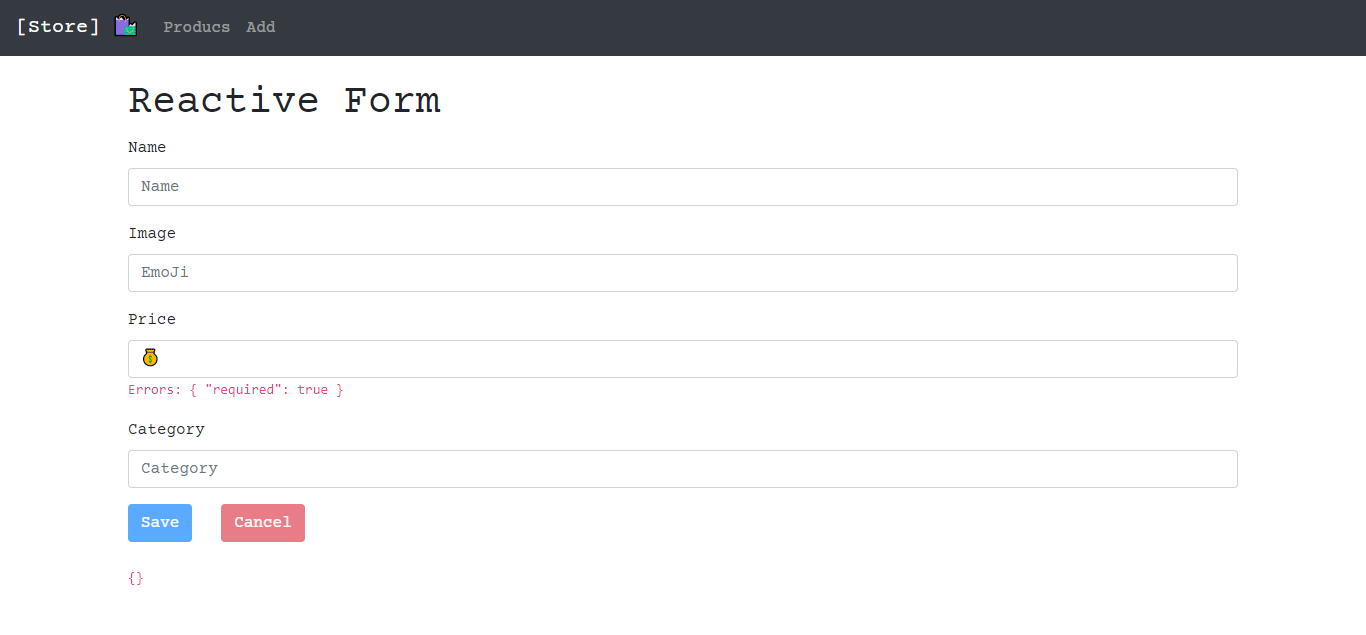 [Store] 🛍️ Producs Add
Reactive Form
Name
Name
Image
EmoJi
Price
💰
Errors: { "required": true }
Category
Category
Save Cancel
{}